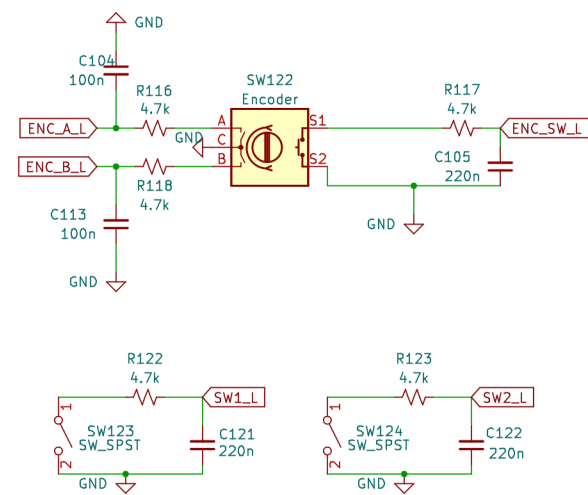 GND
C104
100n
R116
4.7k
SW122
Encoder
R117
4.7k
ENC_A_L
A
S1
ENC_SW_L
GND
C
ENC_B_L
B
S2
C105
220n
R118
4.7k
C113
100n
GND
GND
R122
4.7k
R123
4.7k
1
SW1_L
1
SW2_L
SW123
SW_SPST
C121
220n
SW124
SW_SPST
C122
220n
2
GND
2
GND